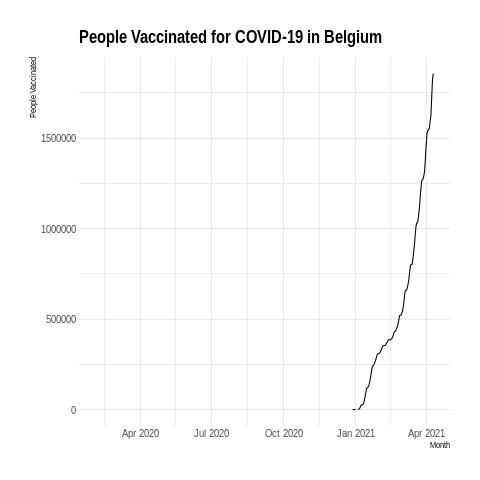 People Vaccinated for COVID-19 in Belgium
People Vaccinated
1500000
1000000
500000
0
Apr 2020 Jul 2020 Oct 2020 Jan 2021 Apr 2021
Month